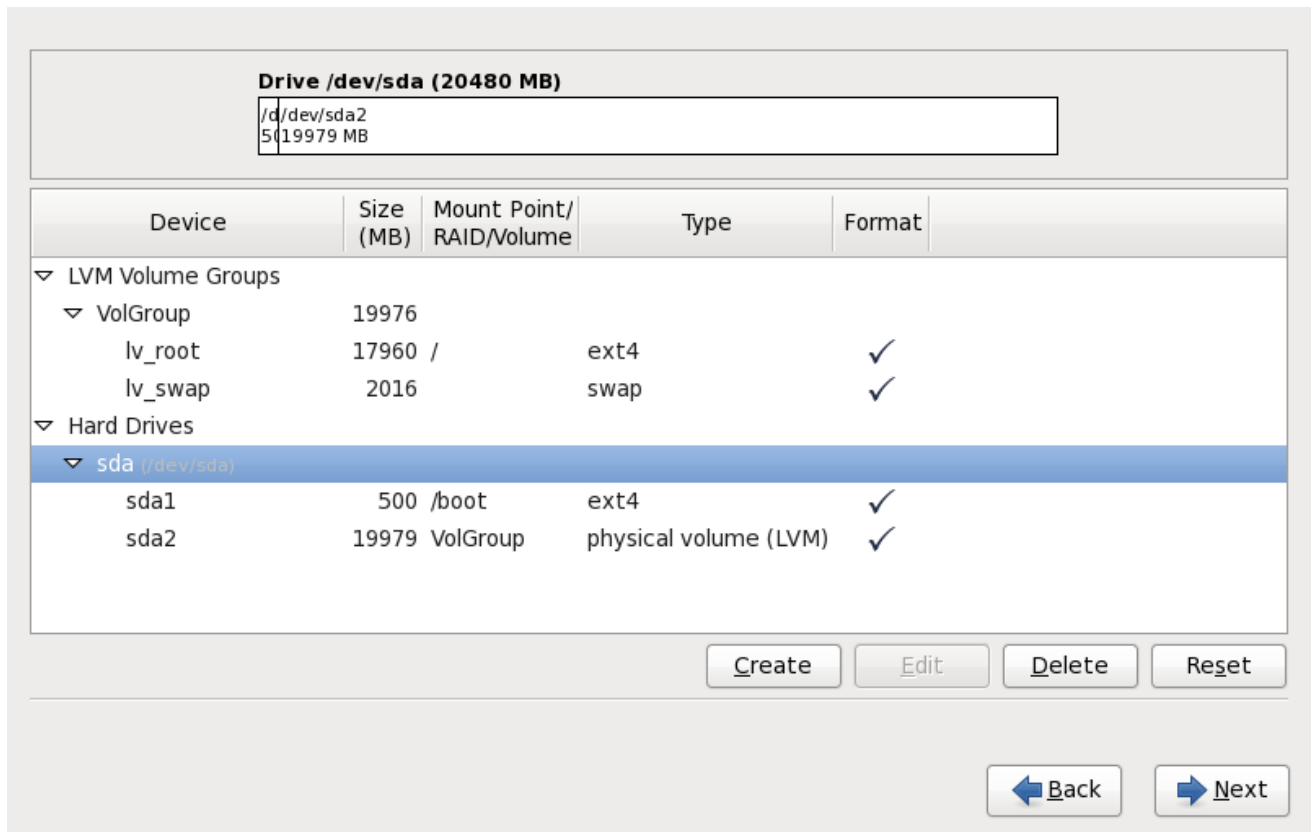 Drive /dev/sda (20480 MB)
/d/dev/sda2
50 19979 MB
Device Size (MB) Mount Point/ RAID/Volume Type Format
LVM Volume Groups
VolGroup 19976
lv_root 17960 / ext4
lv_swap 2016 swap
Hard Drives
sda (/dev/sda)
sda1 500 /boot ext4
sda2 19979 VolGroup physical volume (LVM)
Create Edit Delete Reset
Back Next